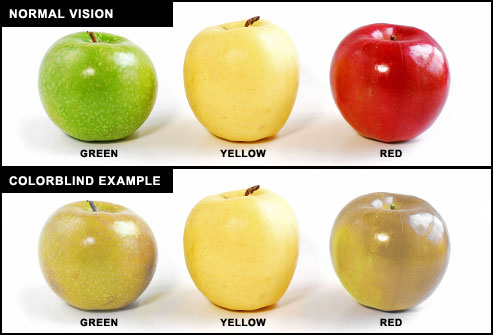 NORMAL VISION
GREEN YELLOW RED
COLORBLIND EXAMPLE
GREEN YELLOW RED